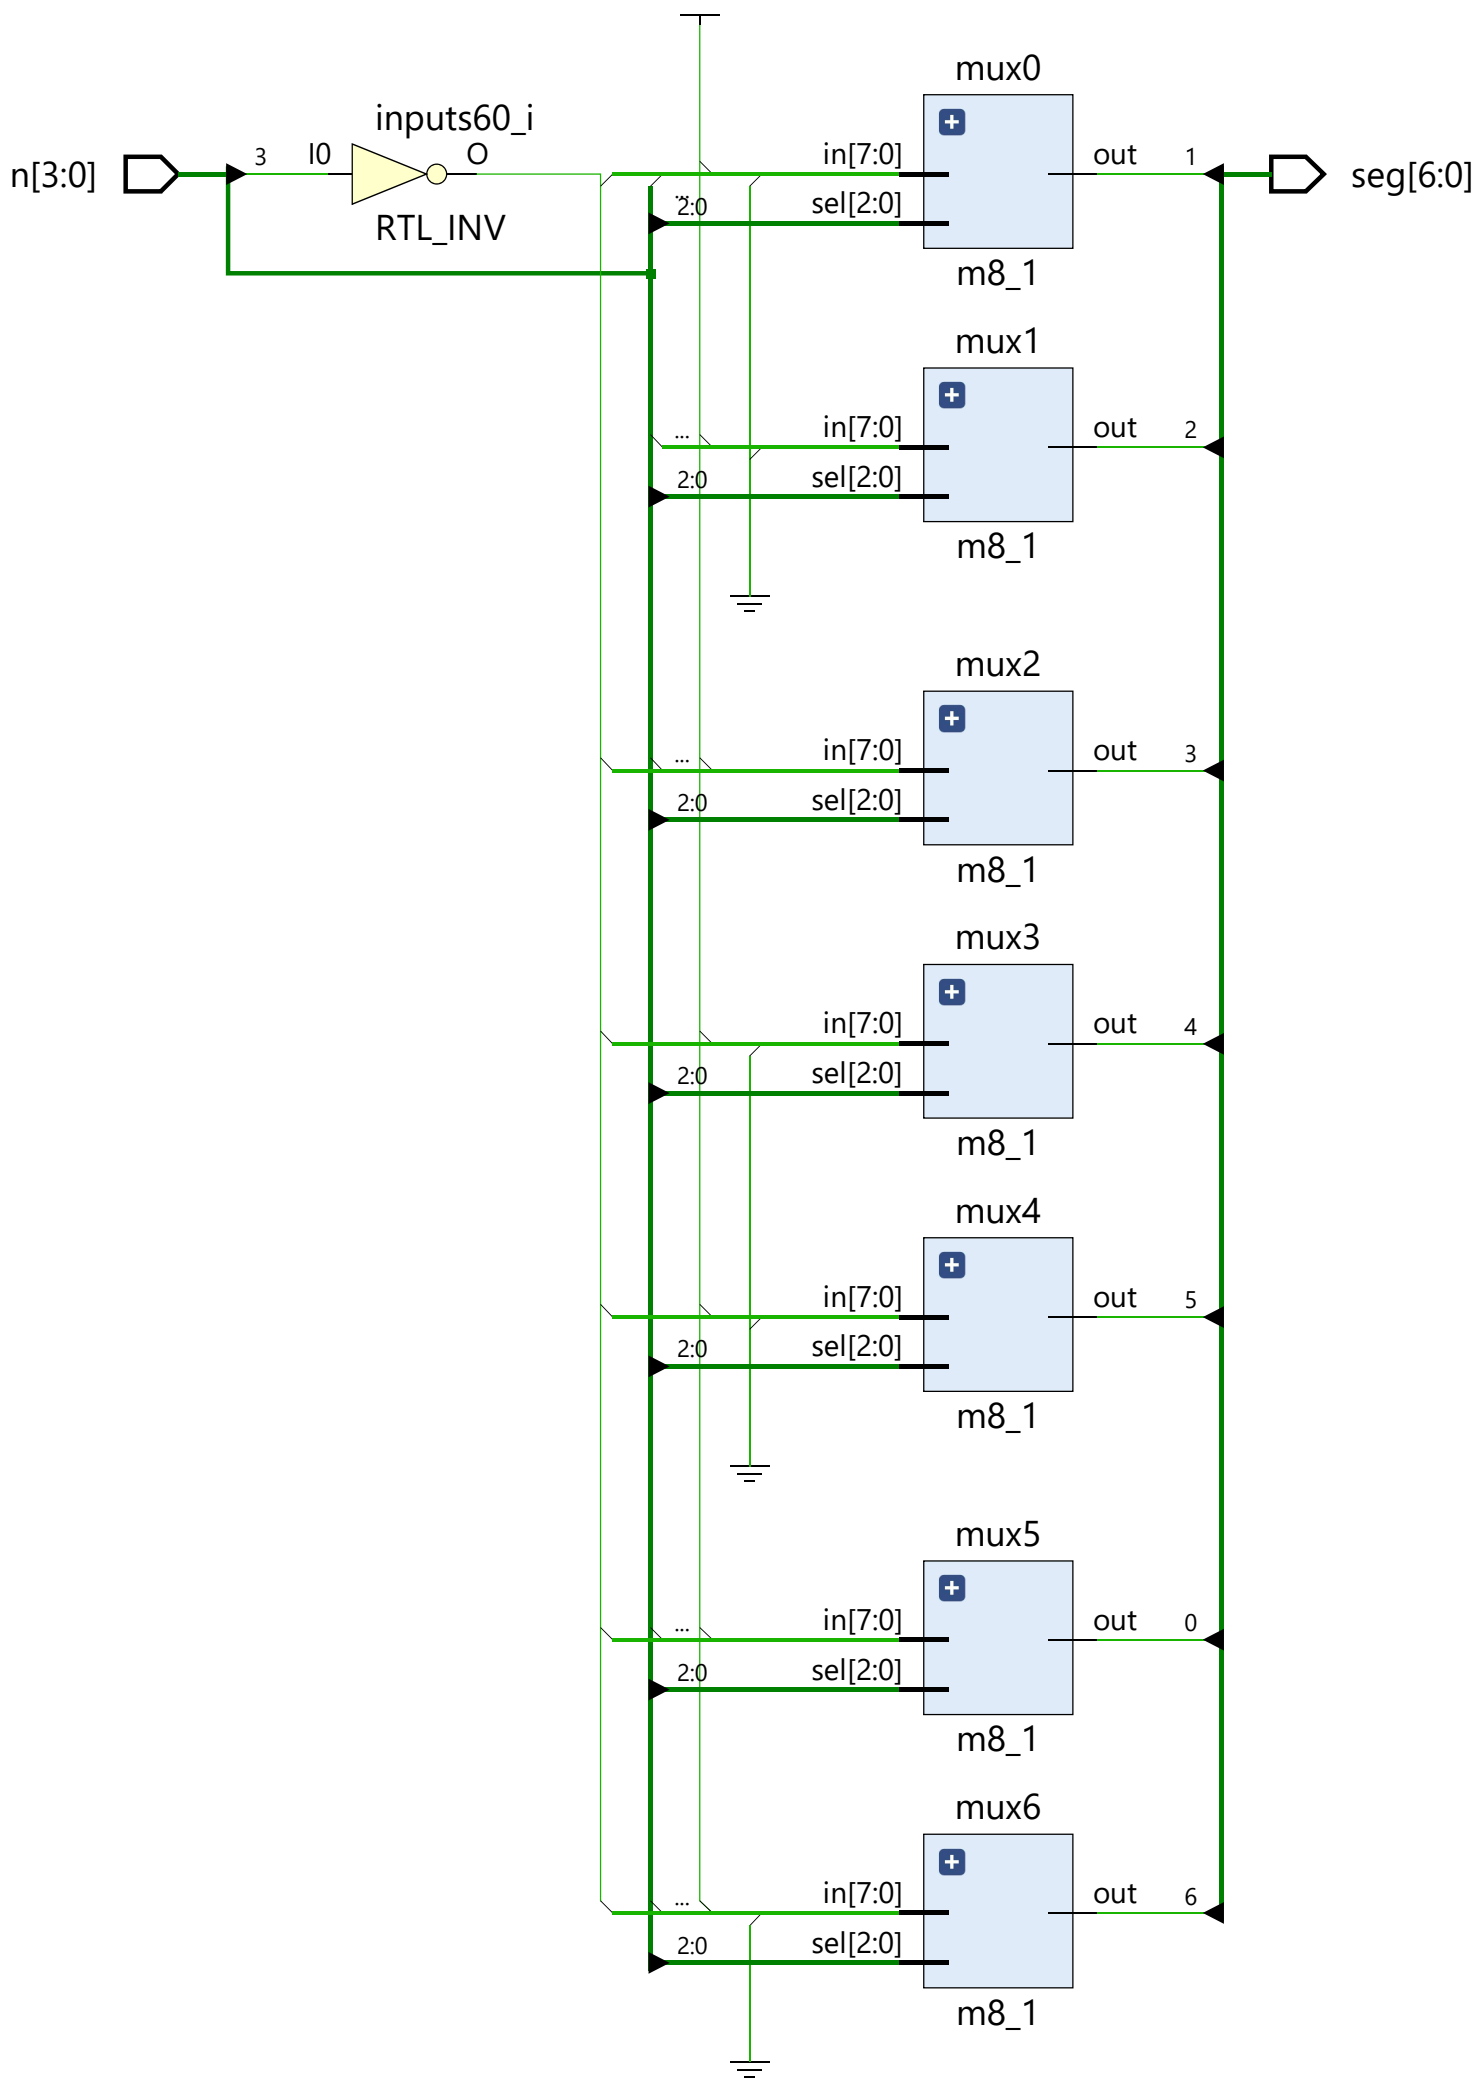 mux0
inputs60_i
n[3:0]
3
I0
O
in[7:0]
out
1
seg[6:0]
...
2:0
sel[2:0]
RTL_INV
m8_1
mux1
...
in[7:0]
out
2
2:0
sel[2:0]
m8_1
mux2
...
in[7:0]
out
3
2:0
sel[2:0]
m8_1
mux3
in[7:0]
out
4
2:0
sel[2:0]
m8_1
mux4
in[7:0]
out
5
2:0
sel[2:0]
m8_1
mux5
...
in[7:0]
out
0
2:0
sel[2:0]
m8_1
mux6
...
in[7:0]
out
6
2:0
sel[2:0]
m8_1